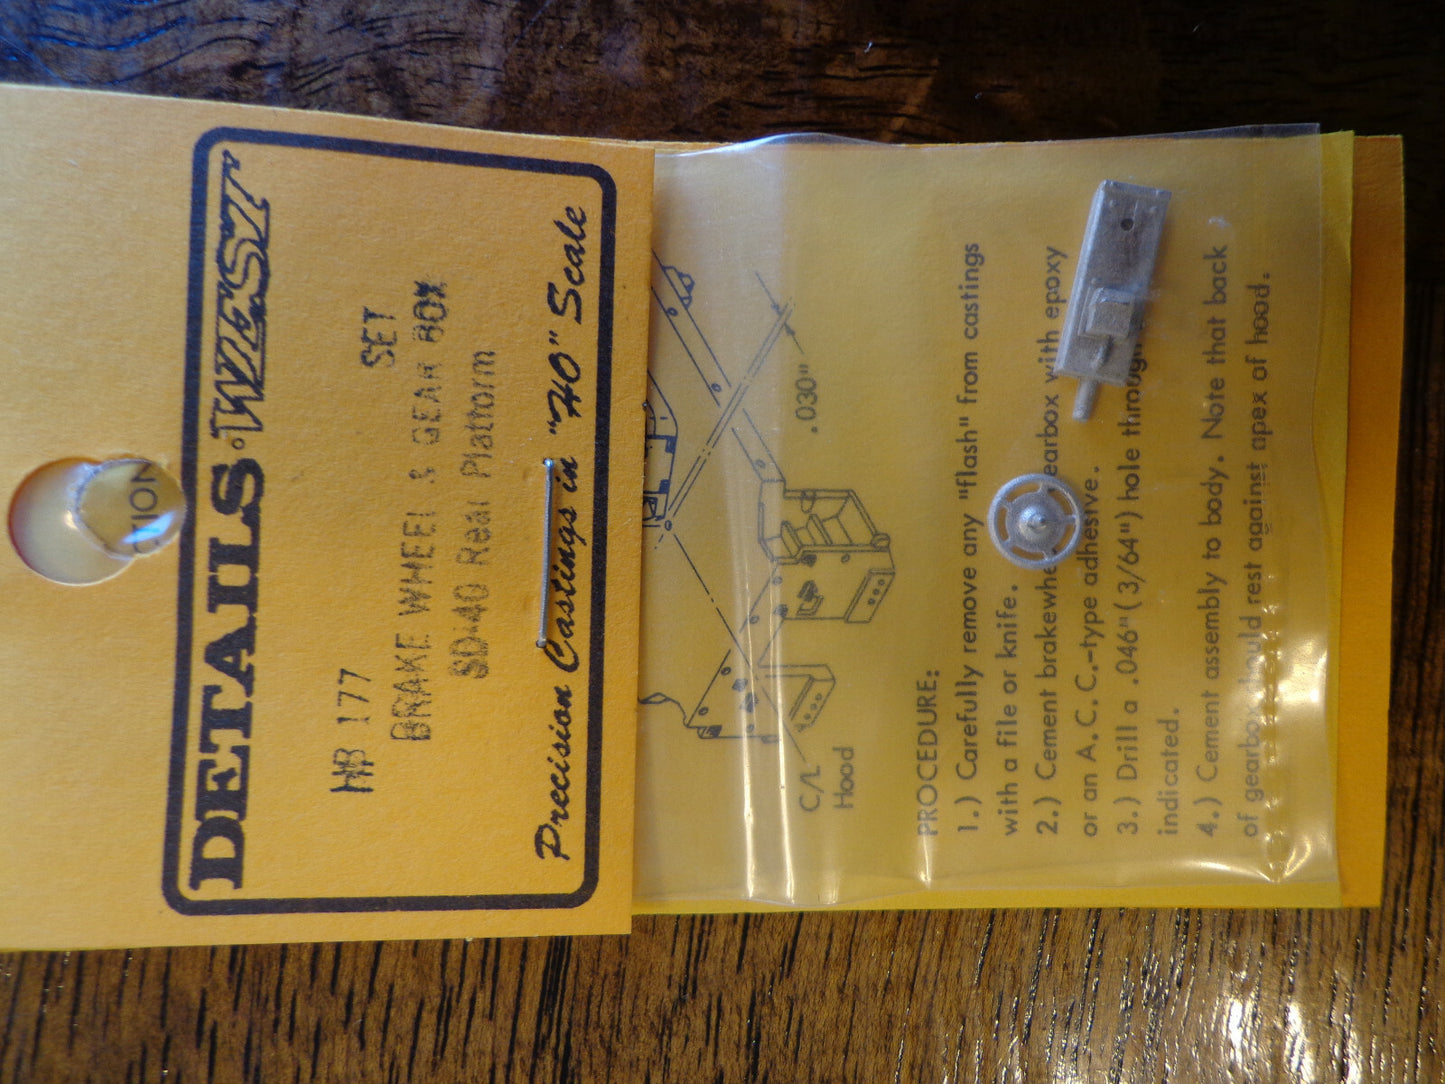 DETAILS WEST
HB 177
SET
BRAKE WHEEL & GEAR BOX
SD-40 Rear Platform
Precision Castings in "HO" Scale
TION
.030"
C/L
Hood
PROCEDURE:
1.) Carefully remove any "flash" from castings
with a file or knife.
2.) Cement brakewhe earbox with epoxy
or an A.C.C.-type adhesive.
3.) Drill a .046"(3/64") hole through
indicated.
4.) Cement assembly to body. Note that back
of gearbox should rest against apex of hood.